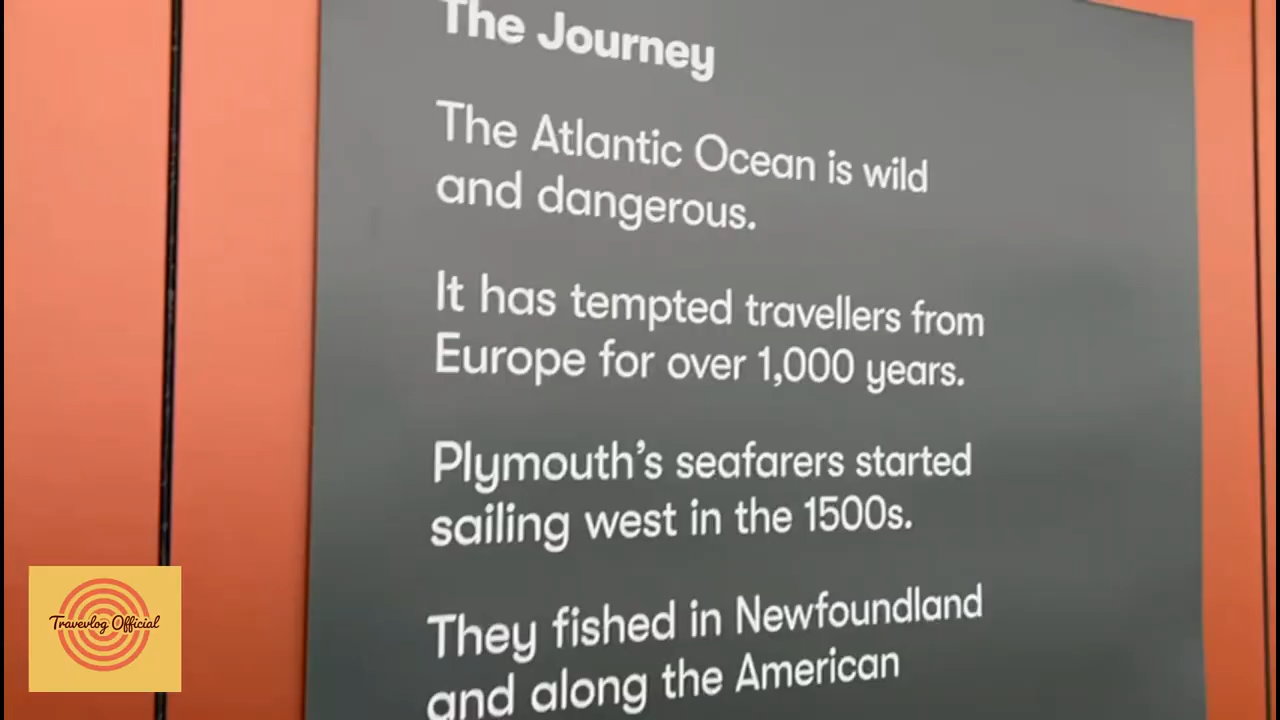 The Journey
The Atlantic Ocean is wild
and dangerous.
It has tempted travellers from
Europe for over 1,000 years.
Plymouth's seafarers started
sailing west in the 1500s.
They fished in Newfoundland
and along the American
Travevlog Official